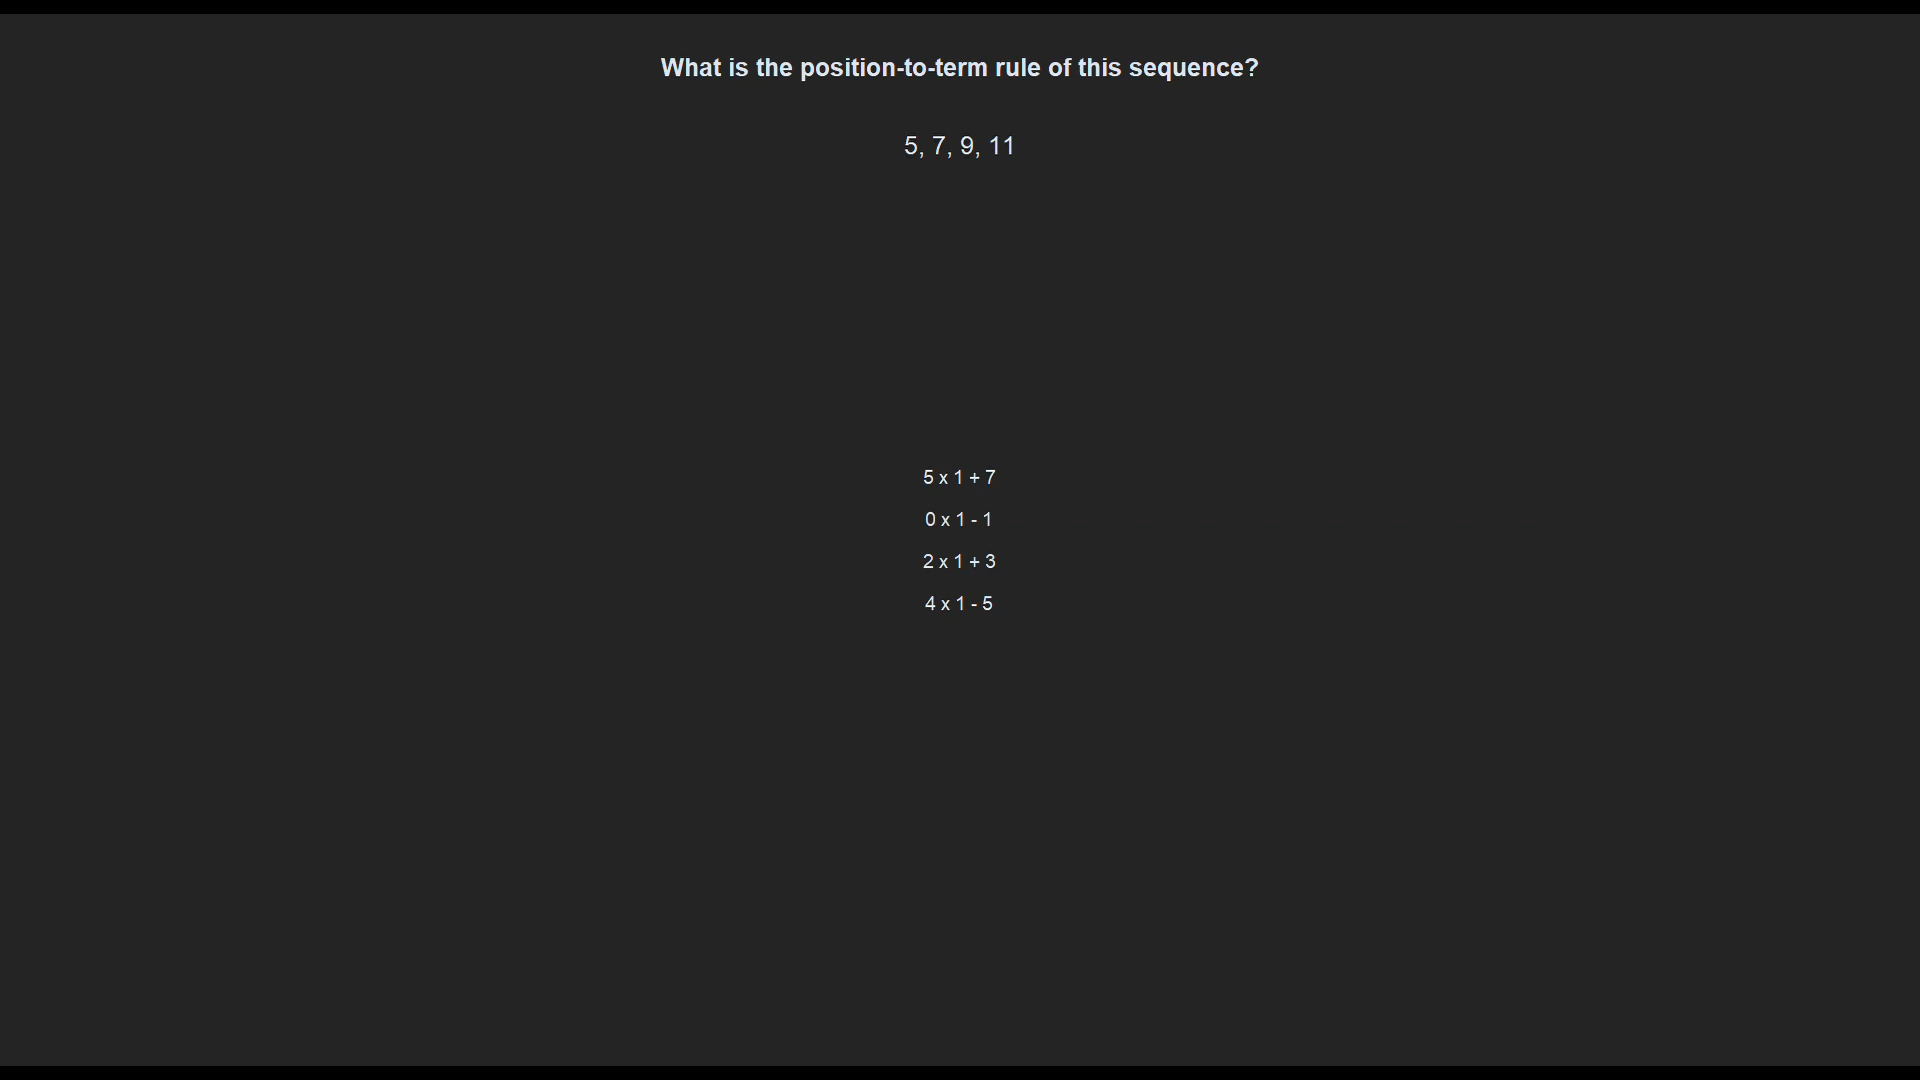 What is the position-to-term rule of this sequence?
5, 7, 9, 11
5 x 1 + 7
0 x 1 - 1
2 x 1 + 3
4 x 1 - 5